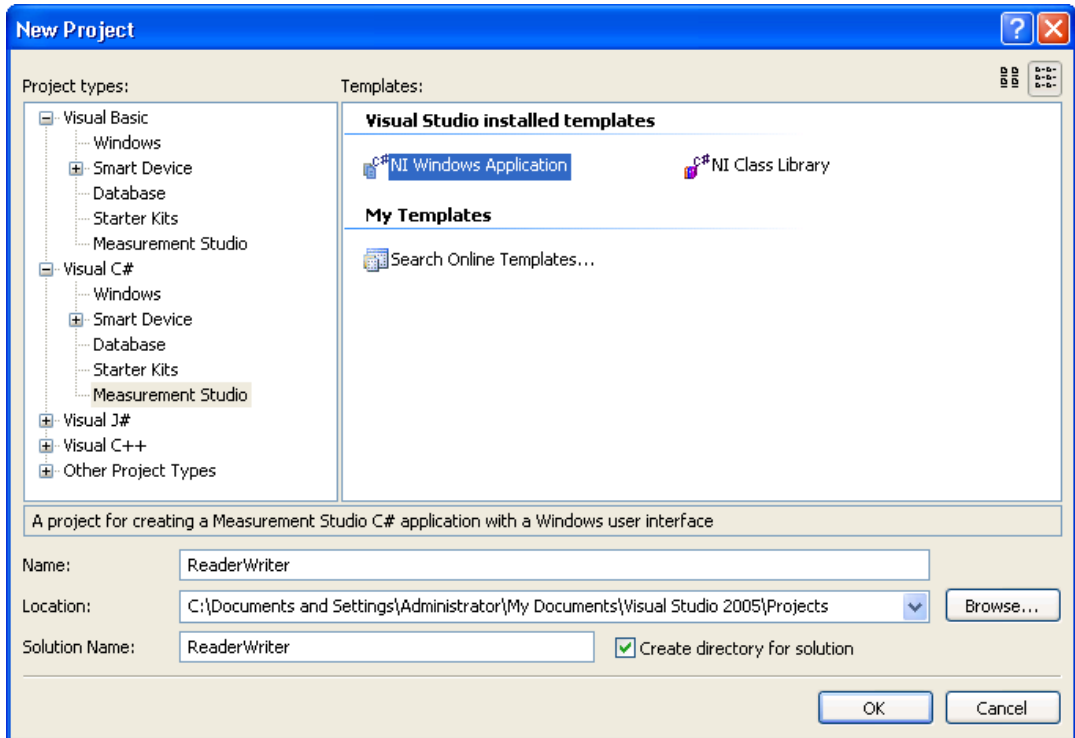 New Project
Project types:
Templates:
Visual Basic
Windows
Smart Device
Database
Starter Kits
Measurement Studio
Visual C#
Windows
Smart Device
Database
Starter Kits
Measurement Studio
Visual J#
Visual C++
Other Project Types
Visual Studio installed templates
NI Windows Application
NI Class Library
My Templates
Search Online Templates...
A project for creating a Measurement Studio C# application with a Windows user interface
Name:
ReaderWriter
Location:
C:\Documents and Settings\Administrator\My Documents\Visual Studio 2005\Projects
Browse...
Solution Name:
ReaderWriter
Create directory for solution
OK
Cancel